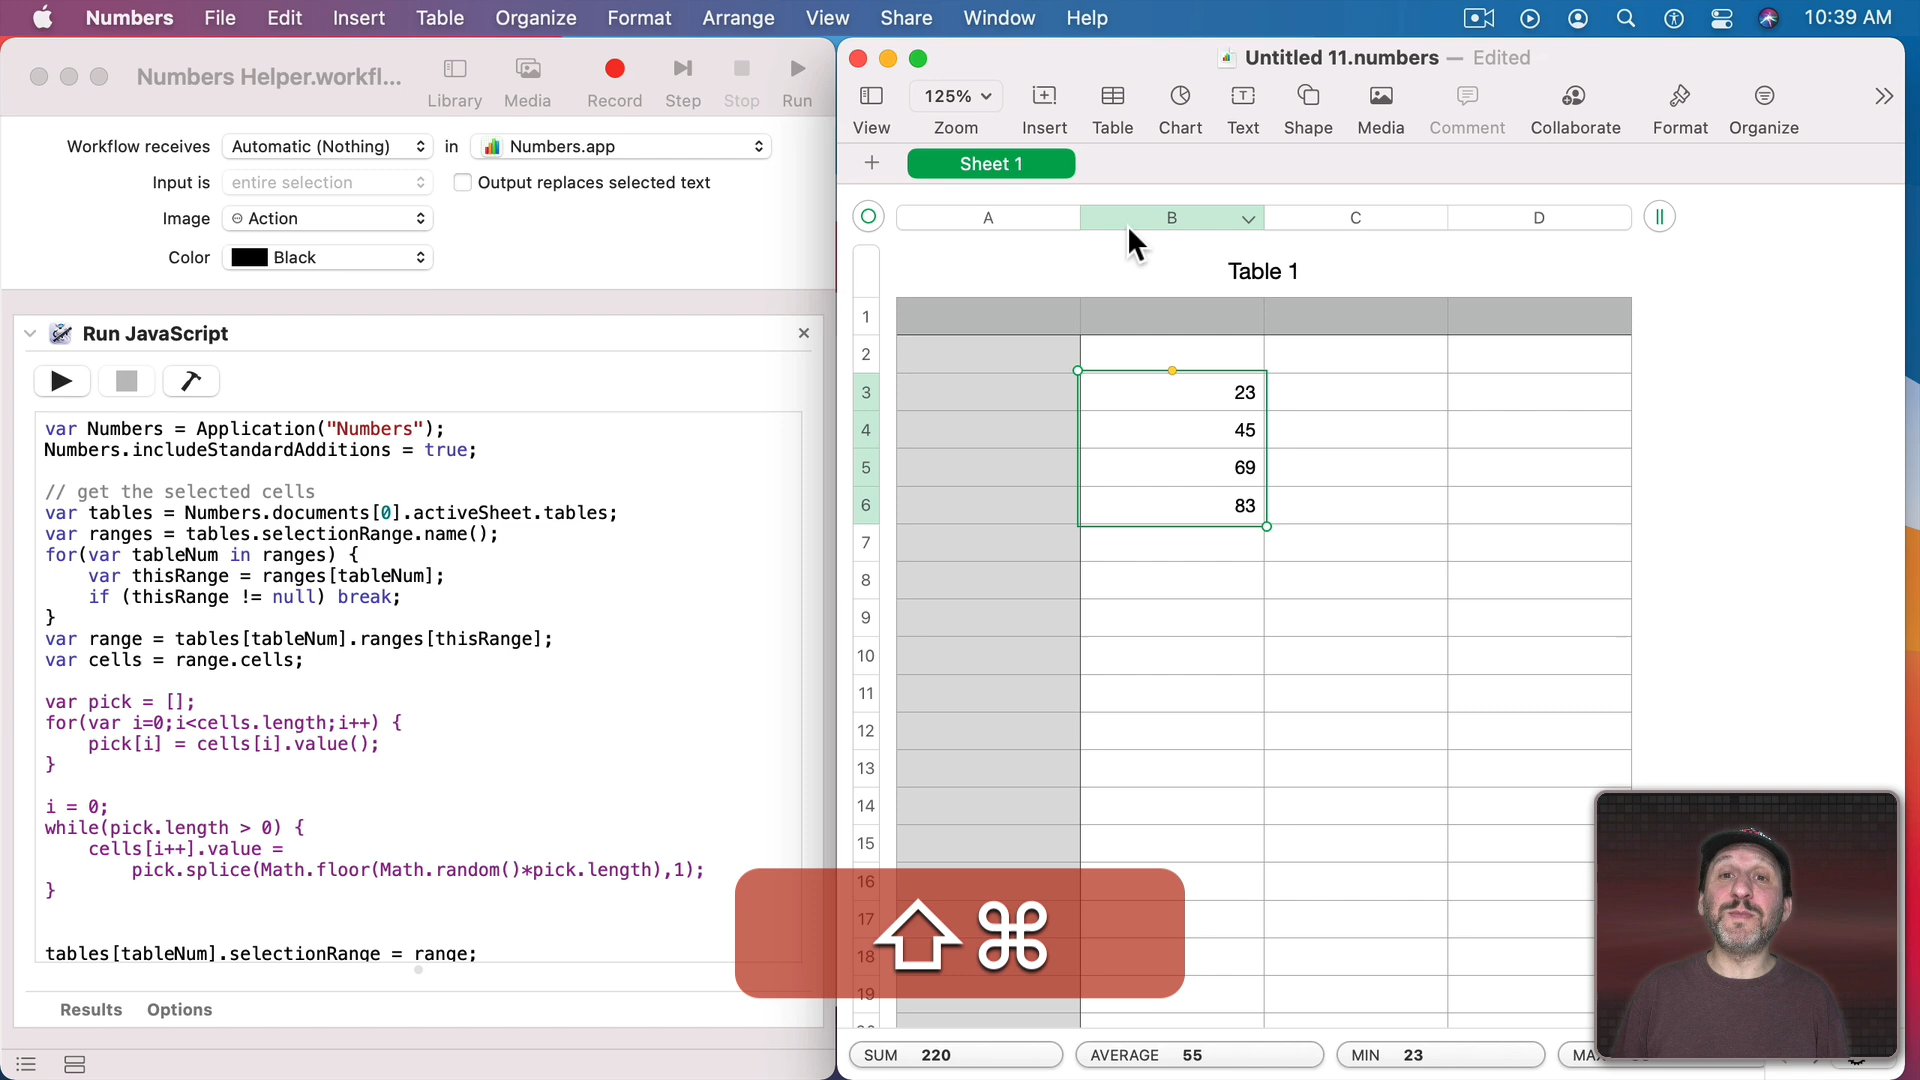 Numbers File Edit Insert Table Organize Format Arrange View Share Window Help 10:39 AM
Numbers Helper.workfl...
Library Media Record Step Stop Run
Workflow receives Automatic (Nothing) in Numbers.app
Input is entire selection Output replaces selected text
Image Action
Color Black
Run JavaScript
var Numbers = Application("Numbers");
Numbers.includeStandardAdditions = true;
// get the selected cells
var tables = Numbers.documents[0].activeSheet.tables;
var ranges = tables.selectionRange.name();
for(var tableNum in ranges) {
var thisRange = ranges[tableNum];
if (thisRange != null) break;
}
var range = tables[tableNum].ranges[thisRange];
var cells = range.cells;
var pick = [];
for(var i=0;i<cells.length;i++) {
pick[i] = cells[i].value();
}
i = 0;
while(pick.length > 0) {
cells[i++].value =
pick.splice(Math.floor(Math.random()*pick.length),1);
}
tables[tableNum].selectionRange = range;
Results Options
Untitled 11.numbers — Edited
125%
View Zoom Insert Table Chart Text Shape Media Comment Collaborate Format Organize
Sheet 1
A B C D
Table 1
1
2
3 23
4 45
5 69
6 83
7
8
9
10
11
12
13
14
15
16
17
18
19
SUM 220 AVERAGE 55 MIN 23